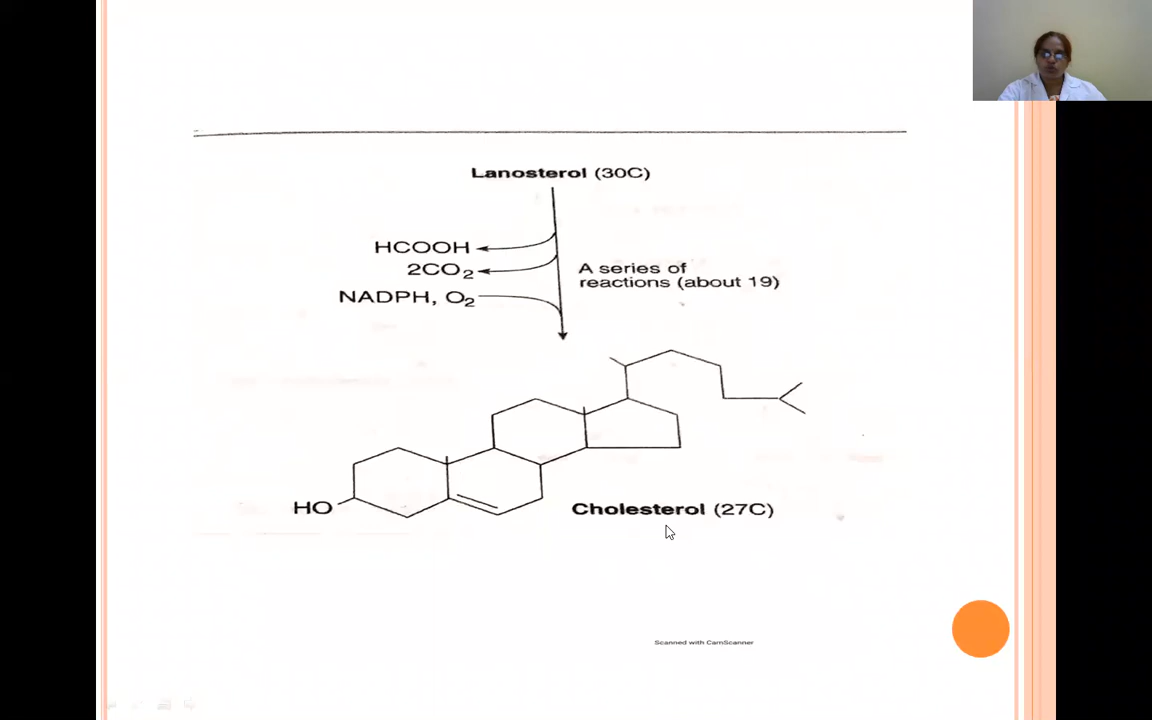 Lanosterol (30C)
HCOOH
2CO₂
NADPH, O₂
A series of
reactions (about 19)
HO
Cholesterol (27C)
Scanned with CamScanner